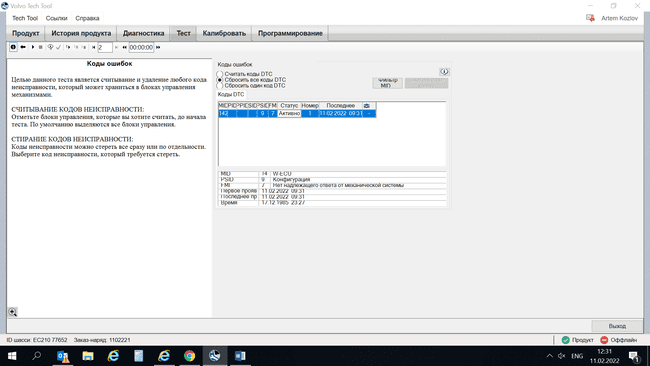 Volvo Tech Tool
Tech Tool Ссылки Справка
Artem Kozlov
Продукт История продукта Диагностика Тест Калибровать Программирование
2 00:00:00
Коды ошибок
Целью данного теста является считывание и удаление любого кода
неисправности, который может храниться в блоках управления
механизмами.
СЧИТЫВАНИЕ КОДОВ НЕИСПРАВНОСТИ:
Отметьте блоки управления, которые вы хотите считать, до начала
теста. По умолчанию выделяются все блоки управления.
СТИРАНИЕ КОДОВ НЕИСПРАВНОСТИ:
Коды неисправности можно стереть все сразу или по отдельности.
Выберите код неисправности, который требуется стереть.
Коды ошибок
Считать коды DTC
Сбросить все коды DTC
Сбросить один код DTC
MID
Коды DTC
FMI Статус Номер Последнее
142 9 7 Активно 1 11.02.2022 09:31 -
MID W-ECU
PSID 9 Конфигурация
FMI 7 Нет надлежащего ответа от механической системы
Первое прояв 11.02.2022 09:31
Последнее пр 11.02.2022 09:31
Время 17.12.1985 23:27
Выход
ID шасси: EC210 77652 Заказ-наряд: 1102221
Продукт Оффлайн
ENG
12:31
11.02.2022
1